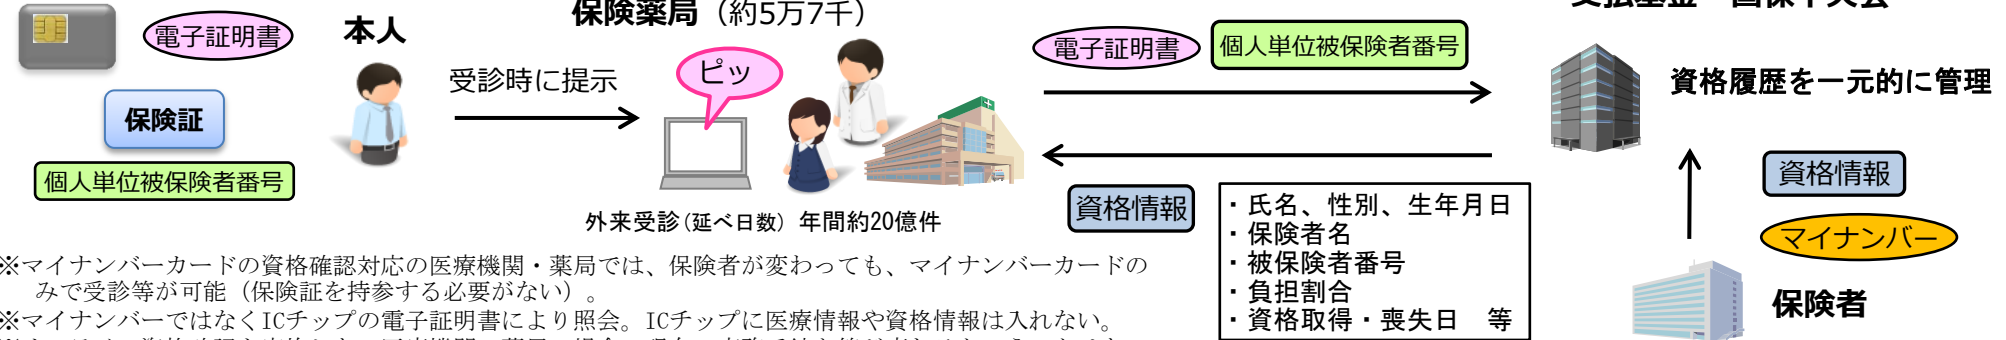 保険薬局（約5万7千）
電子証明書
本人
保険証
個人単位被保険者番号
受診時に提示
ピッ
外来受診（延べ日数） 年間約20億件
電子証明書
個人単位被保険者番号
資格情報
・氏名、性別、生年月日
・保険者名
・被保険者番号
・負担割合
・資格取得・喪失日　等
資格履歴を一元的に管理
資格情報
マイナンバー
保険者
※マイナンバーカードの資格確認対応の医療機関・薬局では、保険者が変わっても、マイナンバーカードの
みで受診等が可能（保険証を持参する必要がない）。
※マイナンバーではなくICチップの電子証明書により照会。ICチップに医療情報や資格情報は入れない。